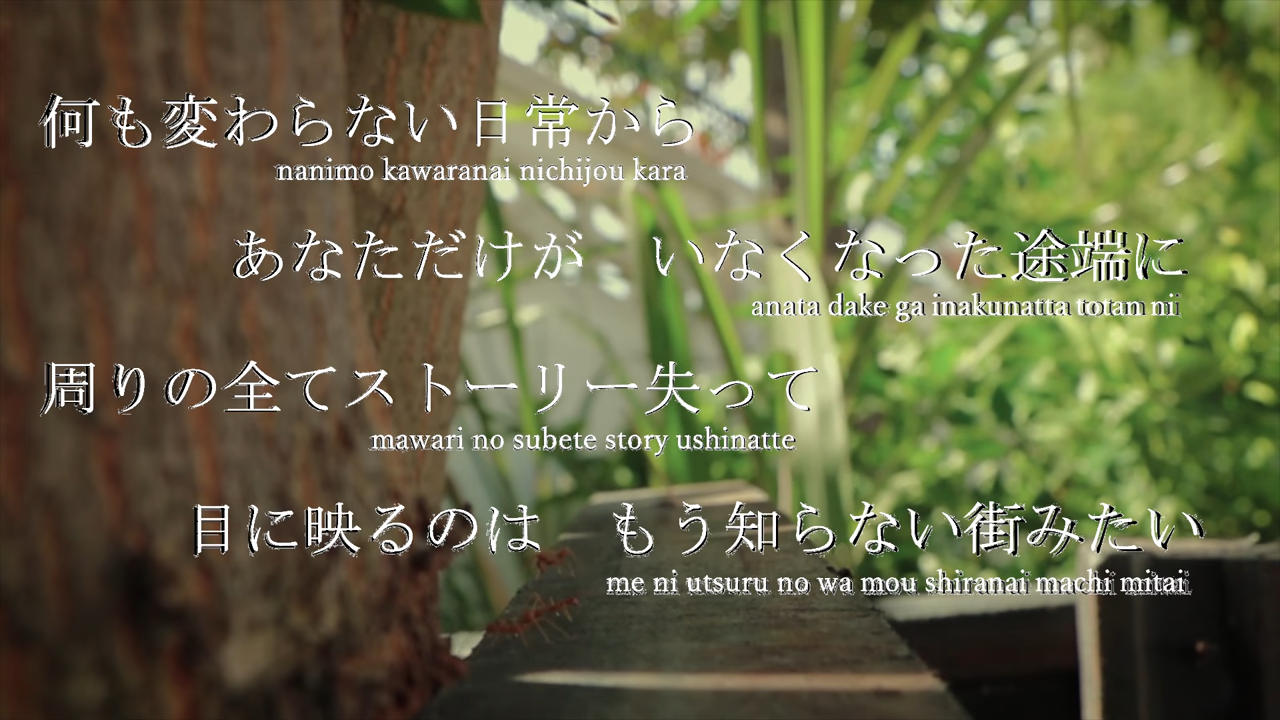 何も変わらない日常から
nanimo kawaranai nichijou kara
あなただけが　いなくなった途端に
anata dake ga inakunatta totan nii
周りの全てストーリー失って
mawari no subete story ushinatte
目に映るのは　もう知らない街みたい
me ni utsuru no wa mou shiranai machi mitai